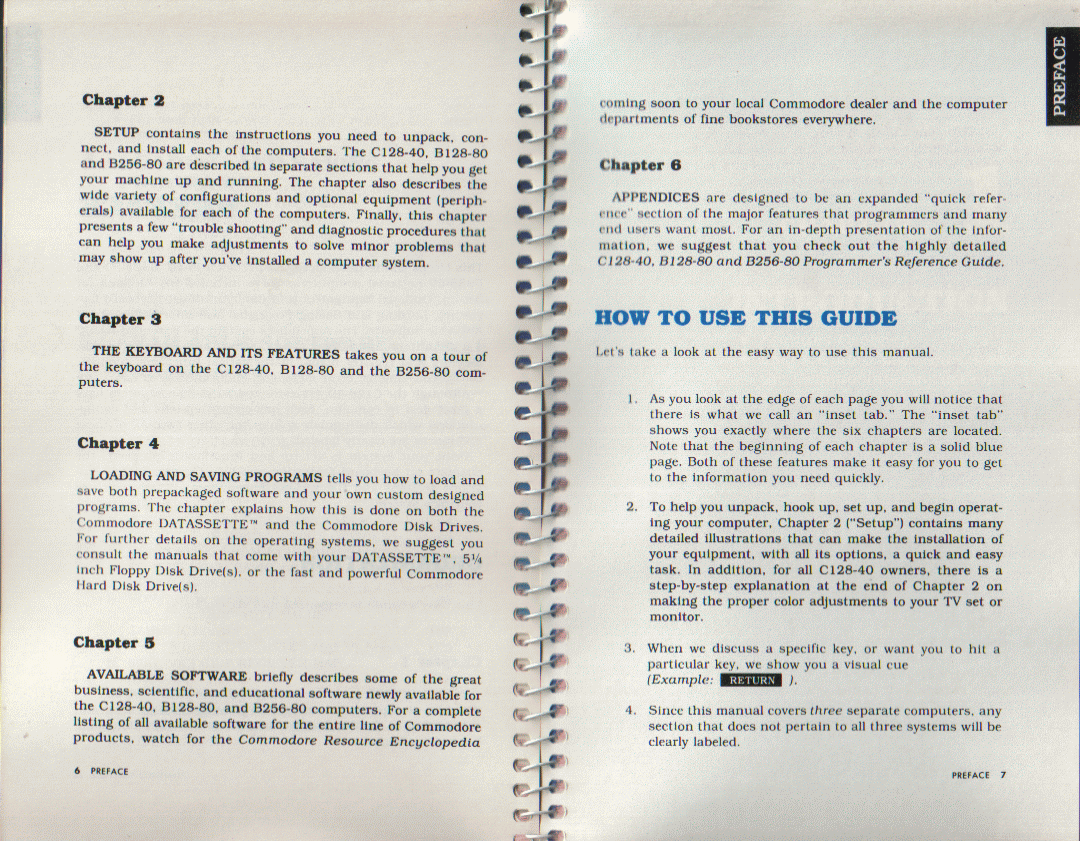 Chapter 2
SETUP contains the instructions you need to unpack, con-
nect, and install each of the computers. The C128-40, B128-80
and B256-80 are described in separate sections that help you get
your machine up and running. The chapter also describes the
wide variety of configurations and optional equipment (periph-
erals) available for each of the computers. Finally, this chapter
presents a few "trouble shooting" and diagnostic procedures that
can help you make adjustments to solve minor problems that
may show up after you've installed a computer system.
Chapter 3
THE KEYBOARD AND ITS FEATURES takes you on a tour of
the keyboard on the C128-40, B128-80 and the B256-80 com-
puters.
Chapter 4
LOADING AND SAVING PROGRAMS tells you how to load and
save both prepackaged software and your own custom designed
programs. The chapter explains how this is done on both the
Commodore DATASSETTE™ and the Commodore Disk Drives.
For further details on the operating systems, we suggest you
consult the manuals that come with your DATASSETTE™, 5¼
inch Floppy Disk Drive(s), or the fast and powerful Commodore
Hard Disk Drive(s).
Chapter 5
AVAILABLE SOFTWARE briefly describes some of the great
business, scientific, and educational software newly available for
the C128-40, B128-80, and B256-80 computers. For a complete
listing of all available software for the entire line of Commodore
products, watch for the Commodore Resource Encyclopedia
6 PREFACE
PREFACE
coming soon to your local Commodore dealer and the computer
departments of fine bookstores everywhere.
Chapter 6
APPENDICES are designed to be an expanded "quick refer-
ence" section of the major features that programmers and many
end users want most. For an in-depth presentation of the infor-
mation, we suggest that you check out the highly detailed
C128-40, B128-80 and B256-80 Programmer's Reference Guide.
HOW TO USE THIS GUIDE
Let's take a look at the easy way to use this manual.
1. As you look at the edge of each page you will notice that
there is what we call an "inset tab." The "inset tab"
shows you exactly where the six chapters are located.
Note that the beginning of each chapter is a solid blue
page. Both of these features make it easy for you to get
to the information you need quickly.
2. To help you unpack, hook up, set up, and begin operat-
ing your computer, Chapter 2 ("Setup") contains many
detailed illustrations that can make the installation of
your equipment, with all its options, a quick and easy
task. In addition, for all C128-40 owners, there is a
step-by-step explanation at the end of Chapter 2 on
making the proper color adjustments to your TV set or
monitor.
3. When we discuss a specific key, or want you to hit a
particular key, we show you a visual cue
(Example: RETURN ).
4. Since this manual covers three separate computers, any
section that does not pertain to all three systems will be
clearly labeled.
PREFACE 7